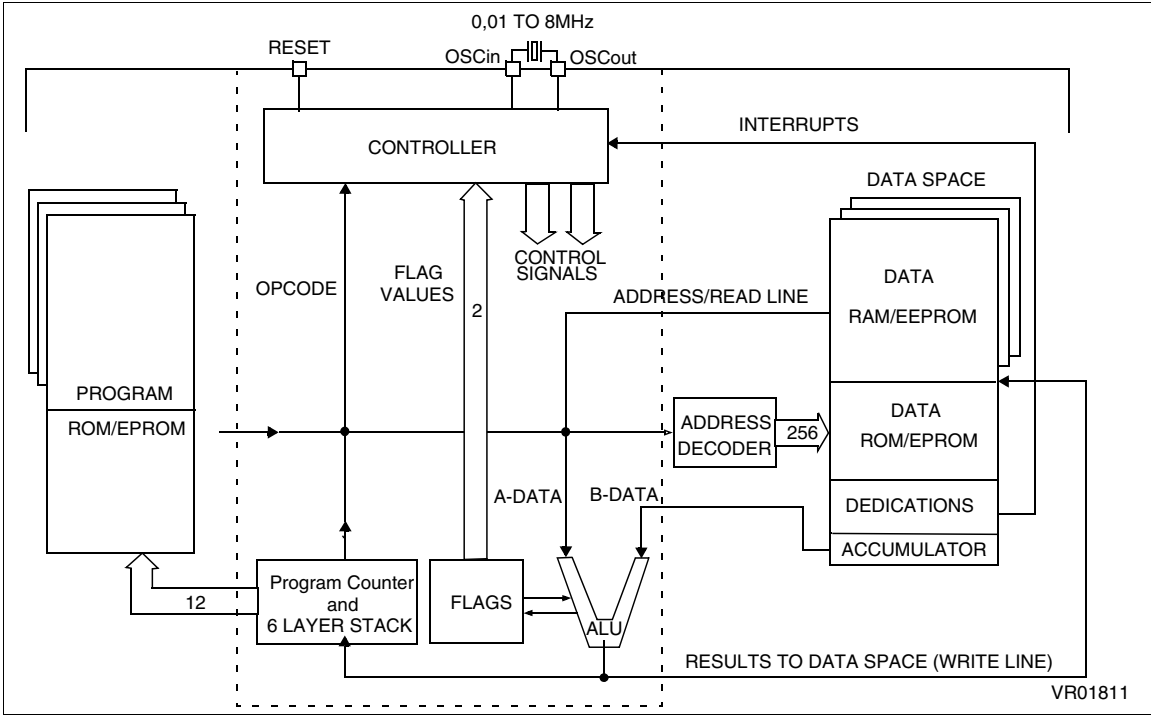 0,01 TO 8MHz
RESET
OSCin
OSCout
CONTROLLER
INTERRUPTS
DATA SPACE
OPCODE
FLAG
VALUES
2
CONTROL
SIGNALS
ADDRESS/READ LINE
DATA
RAM/EEPROM
PROGRAM
ROM/EPROM
ADDRESS
DECODER
256
DATA
ROM/EPROM
A-DATA
B-DATA
DEDICATIONS
ACCUMULATOR
12
Program Counter
and
6 LAYER STACK
FLAGS
ALU
RESULTS TO DATA SPACE (WRITE LINE)
VR01811